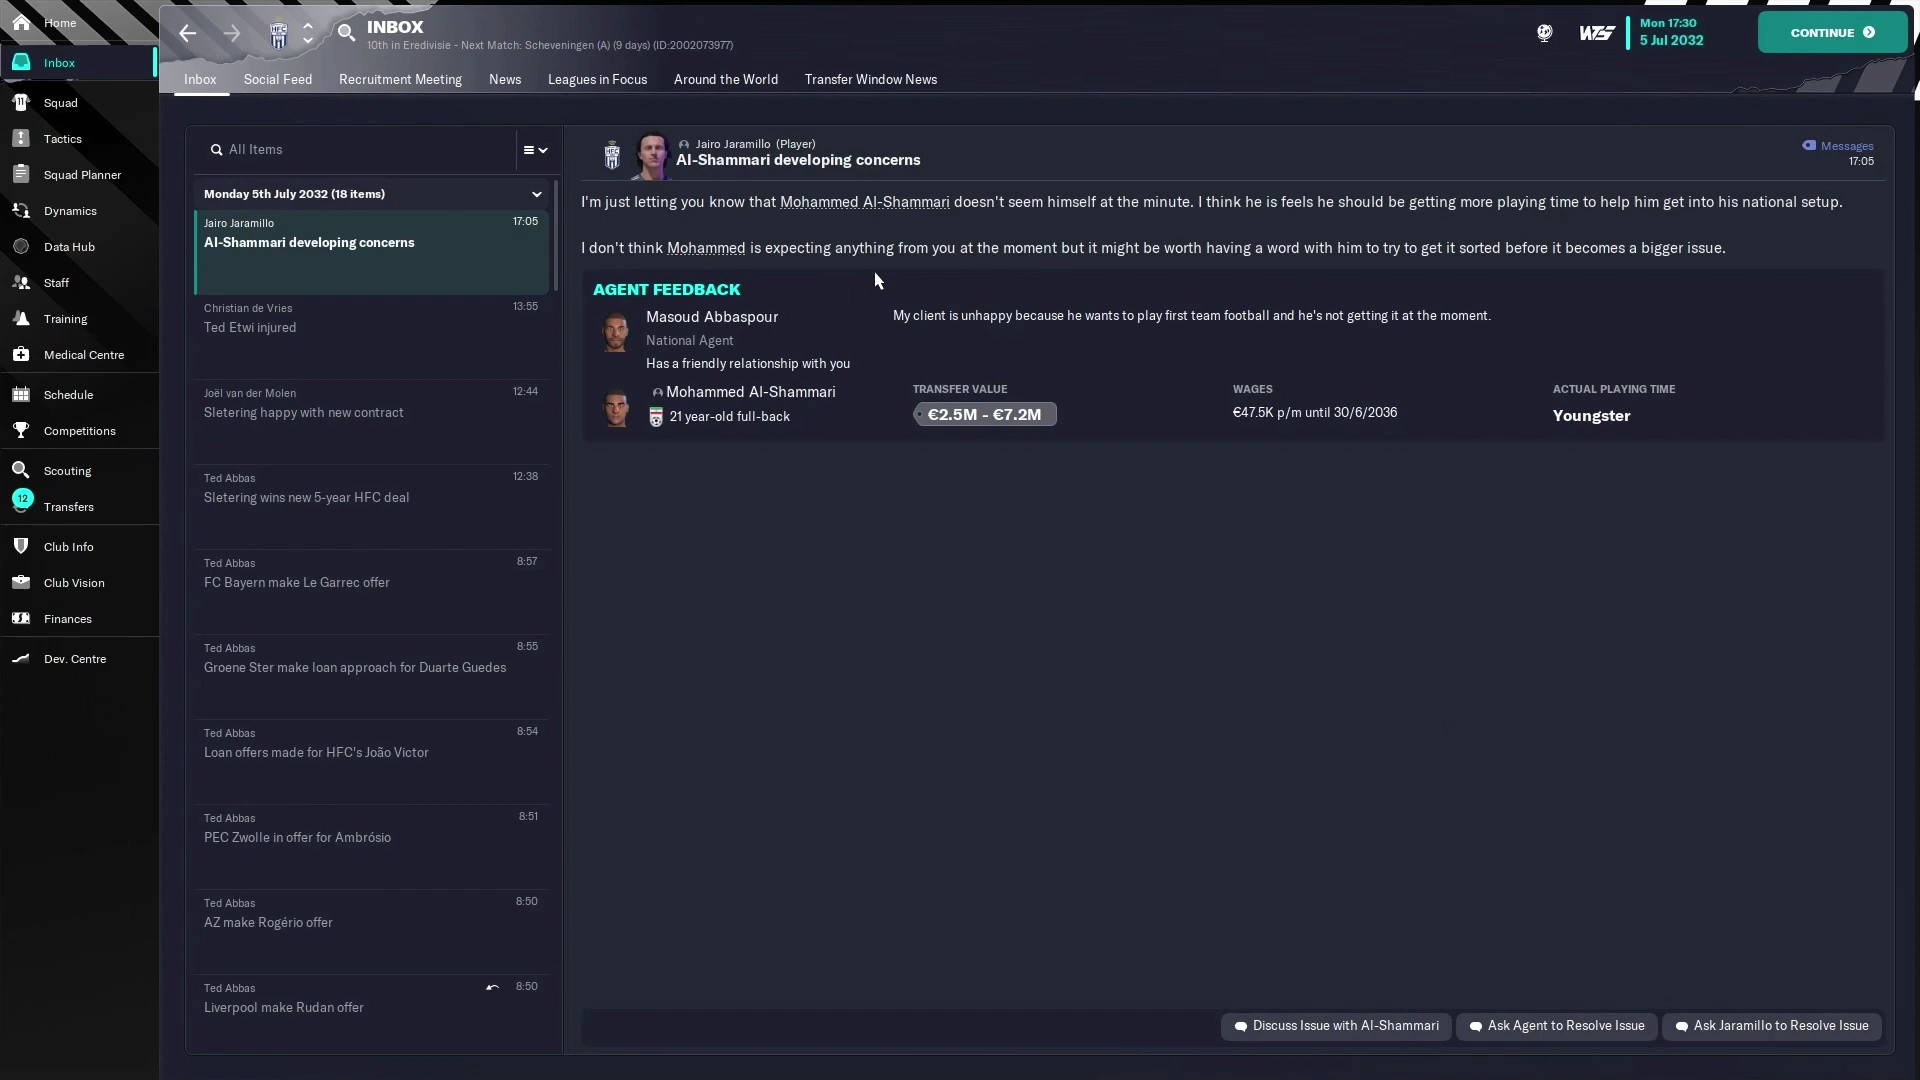 Home
Inbox
Squad
Tactics
Squad Planner
Dynamics
Data Hub
Staff
Training
Medical Centre
Schedule
Competitions
Scouting
12
Transfers
Club Info
Club Vision
Finances
Dev. Centre
INBOX
10th in Eredivisie - Next Match: Scheveningen (A) (9 days) (ID:2002073977)
Mon 17:30
5 Jul 2032
CONTINUE
Inbox Social Feed Recruitment Meeting News Leagues in Focus Around the World Transfer Window News
All Items
Monday 5th July 2032 (18 items)
Jairo Jaramillo 17:05
Al-Shammari developing concerns
Christian de Vries 13:55
Ted Etwi injured
Joël van der Molen 12:44
Sletering happy with new contract
Ted Abbas 12:38
Sletering wins new 5-year HFC deal
Ted Abbas 8:57
FC Bayern make Le Garrec offer
Ted Abbas 8:55
Groene Ster make loan approach for Duarte Guedes
Ted Abbas 8:54
Loan offers made for HFC's João Victor
Ted Abbas 8:51
PEC Zwolle in offer for Ambrósio
Ted Abbas 8:50
AZ make Rogério offer
Ted Abbas 8:50
Liverpool make Rudan offer
Jairo Jaramillo (Player)
Al-Shammari developing concerns
Messages
17:05
I'm just letting you know that Mohammed Al-Shammari doesn't seem himself at the minute. I think he is feels he should be getting more playing time to help him get into his national setup.
I don't think Mohammed is expecting anything from you at the moment but it might be worth having a word with him to try to get it sorted before it becomes a bigger issue.
AGENT FEEDBACK
Masoud Abbaspour
National Agent
Has a friendly relationship with you
My client is unhappy because he wants to play first team football and he's not getting it at the moment.
Mohammed Al-Shammari
21 year-old full-back
TRANSFER VALUE
€2.5M - €7.2M
WAGES
€47.5K p/m until 30/6/2036
ACTUAL PLAYING TIME
Youngster
Discuss Issue with Al-Shammari
Ask Agent to Resolve Issue
Ask Jaramillo to Resolve Issue